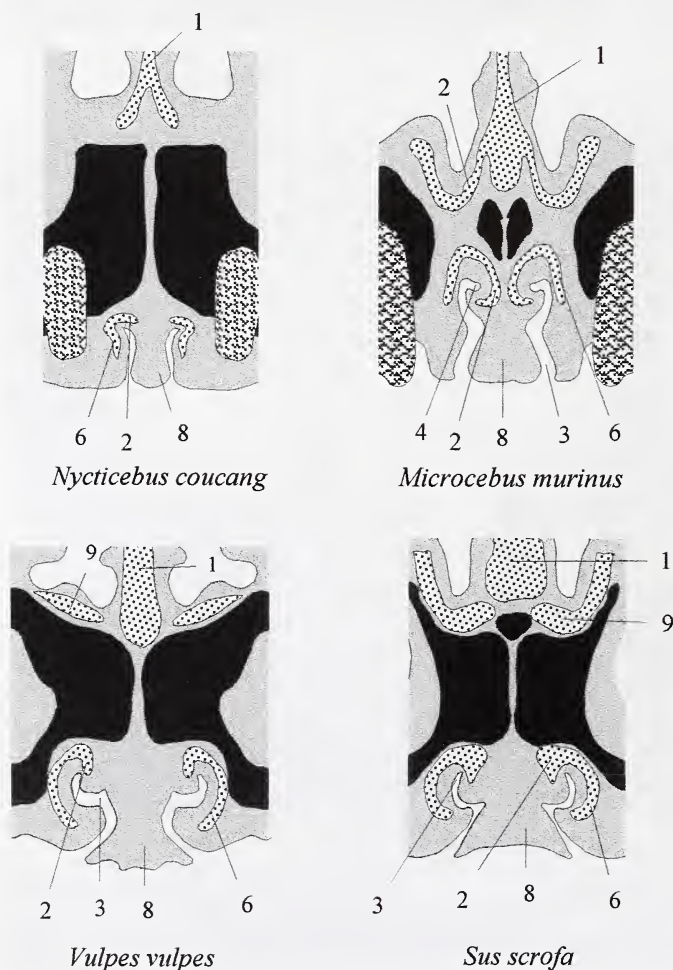 1
2
1
6 2 8
4 2 8 3 6
Nycticebus coucang
Microcebus murinus
9 1
1
9
2 3 8 6
3 2 8 6
Vulpes vulpes
Sus scrofa